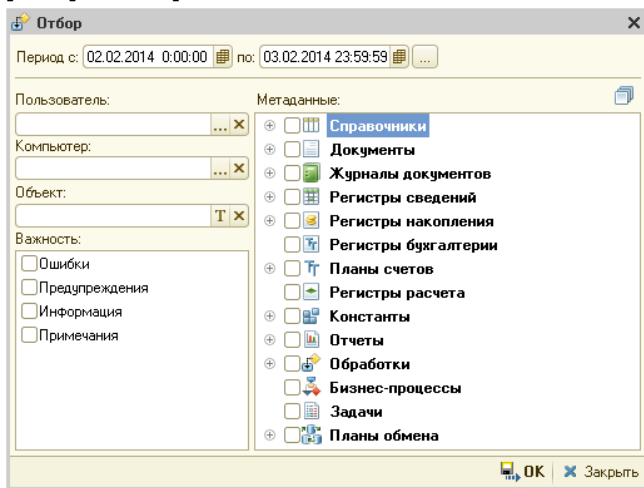 Отбор
Период с: 02.02.2014 0:00:00 по: 03.02.2014 23:59:59 ...
Пользователь:
...
Компьютер:
...
Объект:
T
Важность:
Ошибки
Предупреждения
Информация
Примечания
Метаданные:
Справочники
Документы
Журналы документов
Регистры сведений
Регистры накопления
Регистры бухгалтерии
Планы счетов
Регистры расчета
Константы
Отчеты
Обработки
Бизнес-процессы
Задачи
Планы обмена
OK Закрыть